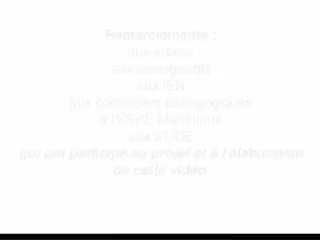 Remerciements :
aux élèves
aux enseignants
aux IEN
aux conseillers pédagogiques
à l'ESPE Martinique
aux eTICE
qui ont participé au projet et à l'élaboration
de cette vidéo